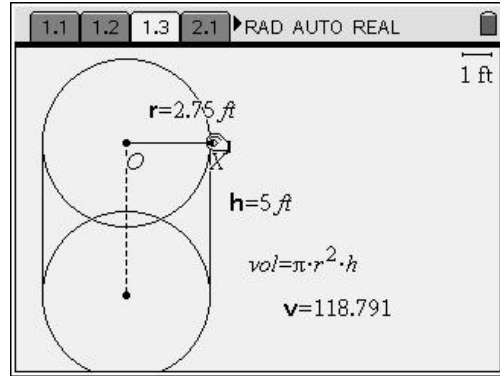 1.1 1.2 1.3 2.1 RAD AUTO REAL
1 ft
r=2.75 ft
O X
h=5 ft
vol=π·r²·h
v=118.791